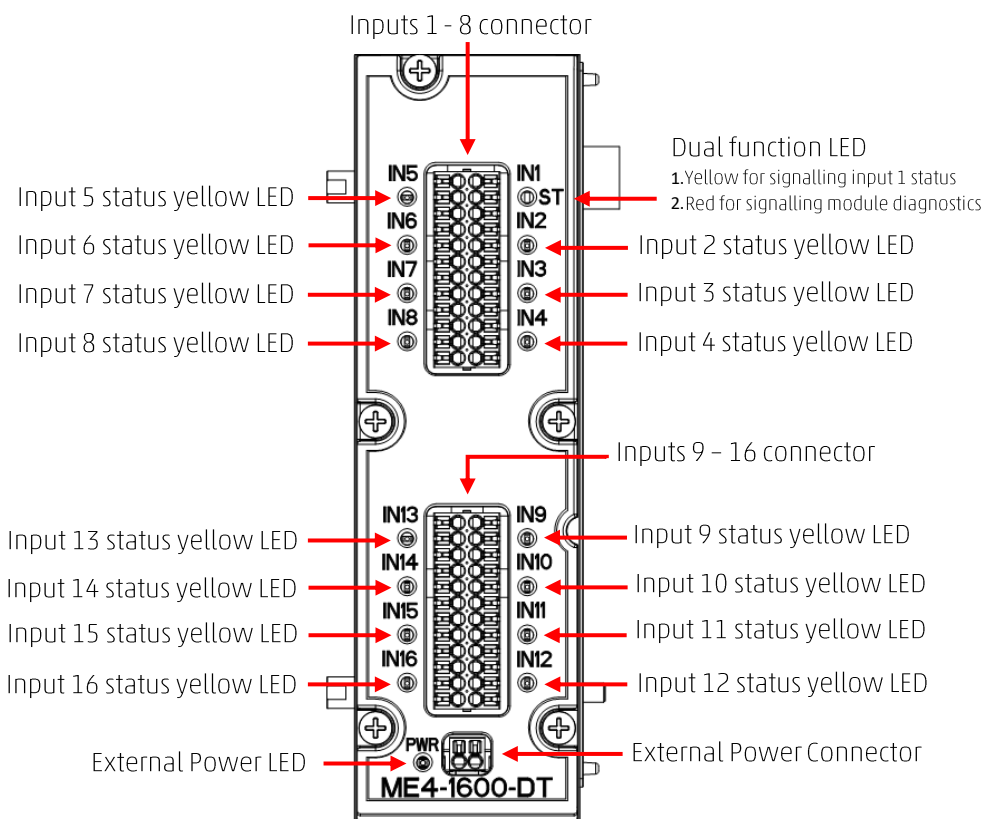 Inputs 1 - 8 connector
Dual function LED
1.Yellow for signalling input 1 status
2.Red for signalling module diagnostics
IN5
IN1
Input 5 status yellow LED
ST
IN6
IN2
Input 6 status yellow LED
Input 2 status yellow LED
IN7
IN3
Input 7 status yellow LED
Input 3 status yellow LED
IN8
IN4
Input 8 status yellow LED
Input 4 status yellow LED
Inputs 9 – 16 connector
IN13
IN9
Input 13 status yellow LED
Input 9 status yellow LED
IN14
IN10
Input 14 status yellow LED
Input 10 status yellow LED
IN15
IN11
Input 15 status yellow LED
Input 11 status yellow LED
IN16
IN12
Input 16 status yellow LED
Input 12 status yellow LED
PWR
External Power LED
External Power Connector
ME4-1600-DT